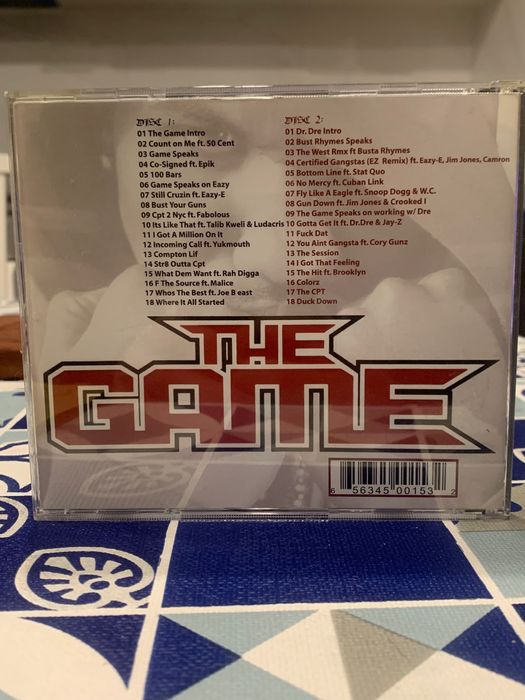 DISC 1:
01 The Game Intro
02 Count on Me ft. 50 Cent
03 Game Speaks
04 Co-Signed ft. Epik
05 100 Bars
06 Game Speaks on Eazy
07 Still Cruzin ft. Eazy-E
08 Bust Your Guns
09 Cpt 2 Nyc ft. Fabolous
10 Its Like That ft. Talib Kweli & Ludacris
11 I Got A Million On It
12 Incoming Call ft. Yukmouth
13 Compton Lif
14 Str8 Outta Cpt
15 What Dem Want ft. Rah Digga
16 F The Source ft. Malice
17 Whos The Best ft. Joe B east
18 Where It All Started
DISC 2:
01 Dr. Dre Intro
02 Bust Rhymes Speaks
03 The West Rmx ft Busta Rhymes
04 Certified Gangstas (EZ Remix) ft. Eazy-E, Jim Jones, Camron
05 Bottom Line ft. Stat Quo
06 No Mercy ft. Cuban Link
07 Fly Like A Eagle ft. Snoop Dogg & W.C.
08 Gun Down ft. Jim Jones & Crooked I
09 The Game Speaks on working w/ Dre
10 Gotta Get It ft. Dr.Dre & Jay-Z
11 Fuck Dat
12 You Aint Gangsta ft. Cory Gunz
13 The Session
14 I Got That Feeling
15 The Hit ft. Brooklyn
16 Colorz
17 The CPT
18 Duck Down
THE
GAME
6 56345 00153 2